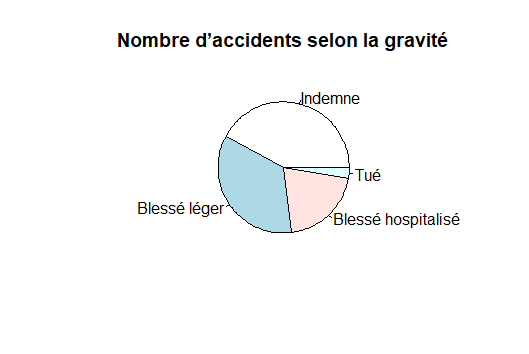 Nombre d’accidents selon la gravité
Indemne
Tué
Blessé léger
Blessé hospitalisé